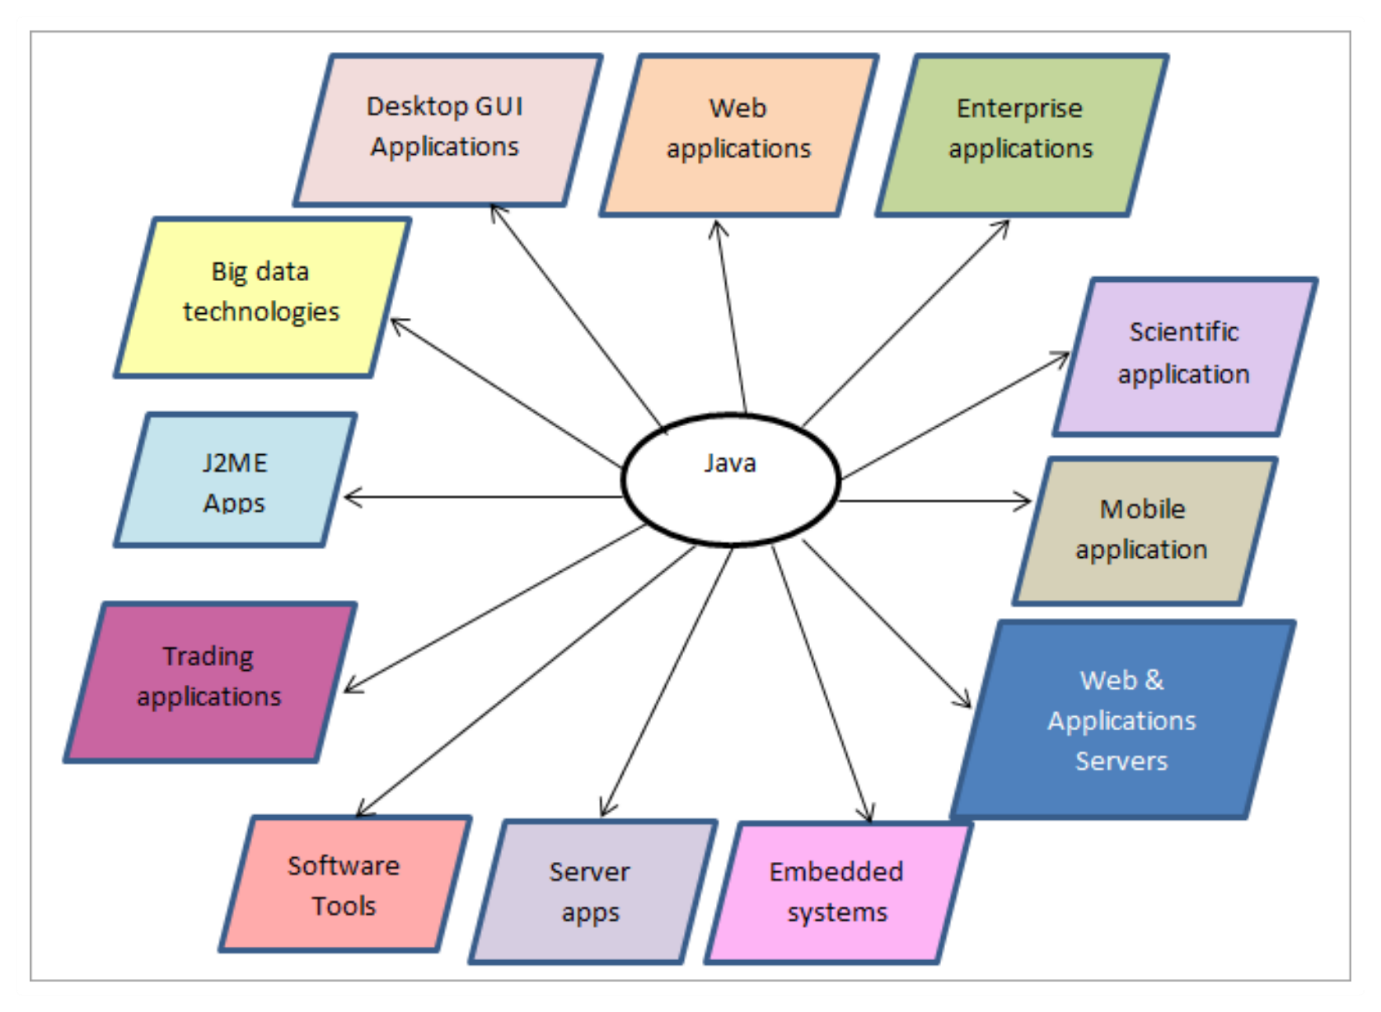 Desktop GUI
Applications
Web
applications
Enterprise
applications
Big data
technologies
Scientific
application
J2ME
Apps
Java
Mobile
application
Trading
applications
Web &
Applications
Servers
Software
Tools
Server
apps
Embedded
systems